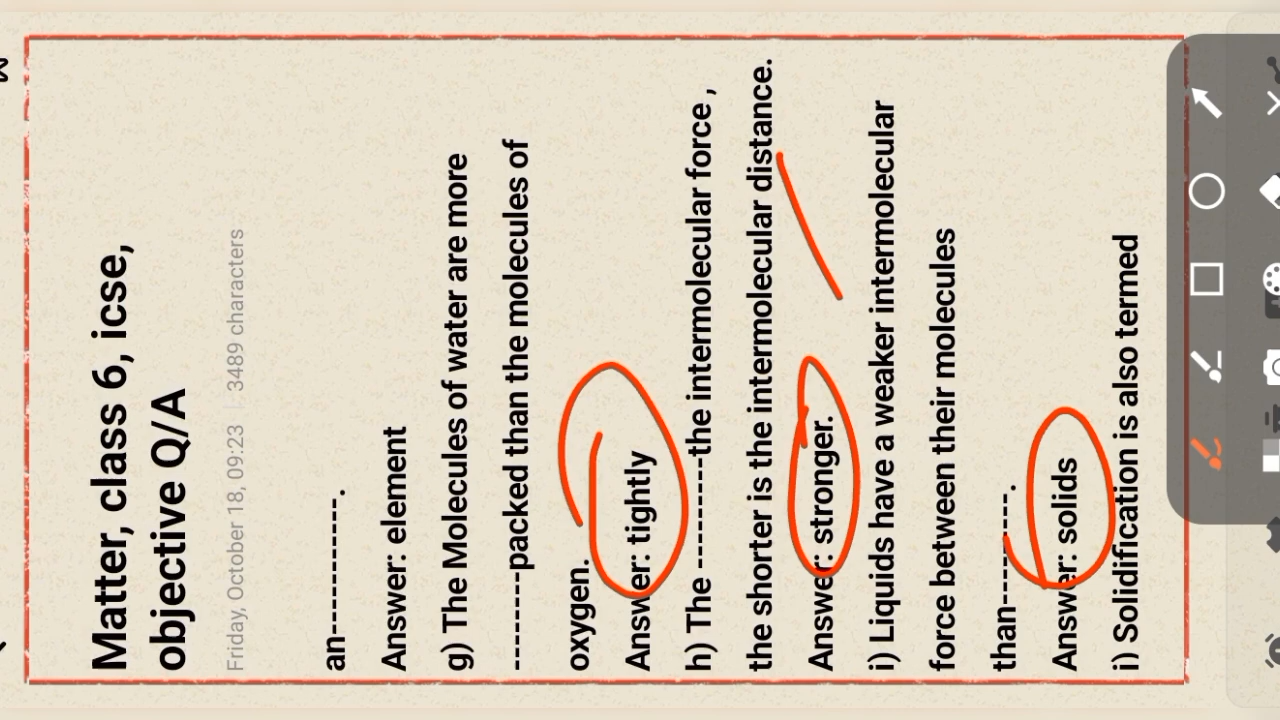 Matter, class 6, icse,
objective Q/A
Friday, October 18, 09:23 | 3489 characters
an-------------.
Answer: element
g) The Molecules of water are more
----------packed than the molecules of
oxygen.
Answer: tightly
h) The ------------the intermolecular force ,
the shorter is the intermolecular distance.
Answer: stronger.
i) Liquids have a weaker intermolecular
force between their molecules
than------------.
Answer: solids
i) Solidification is also termed